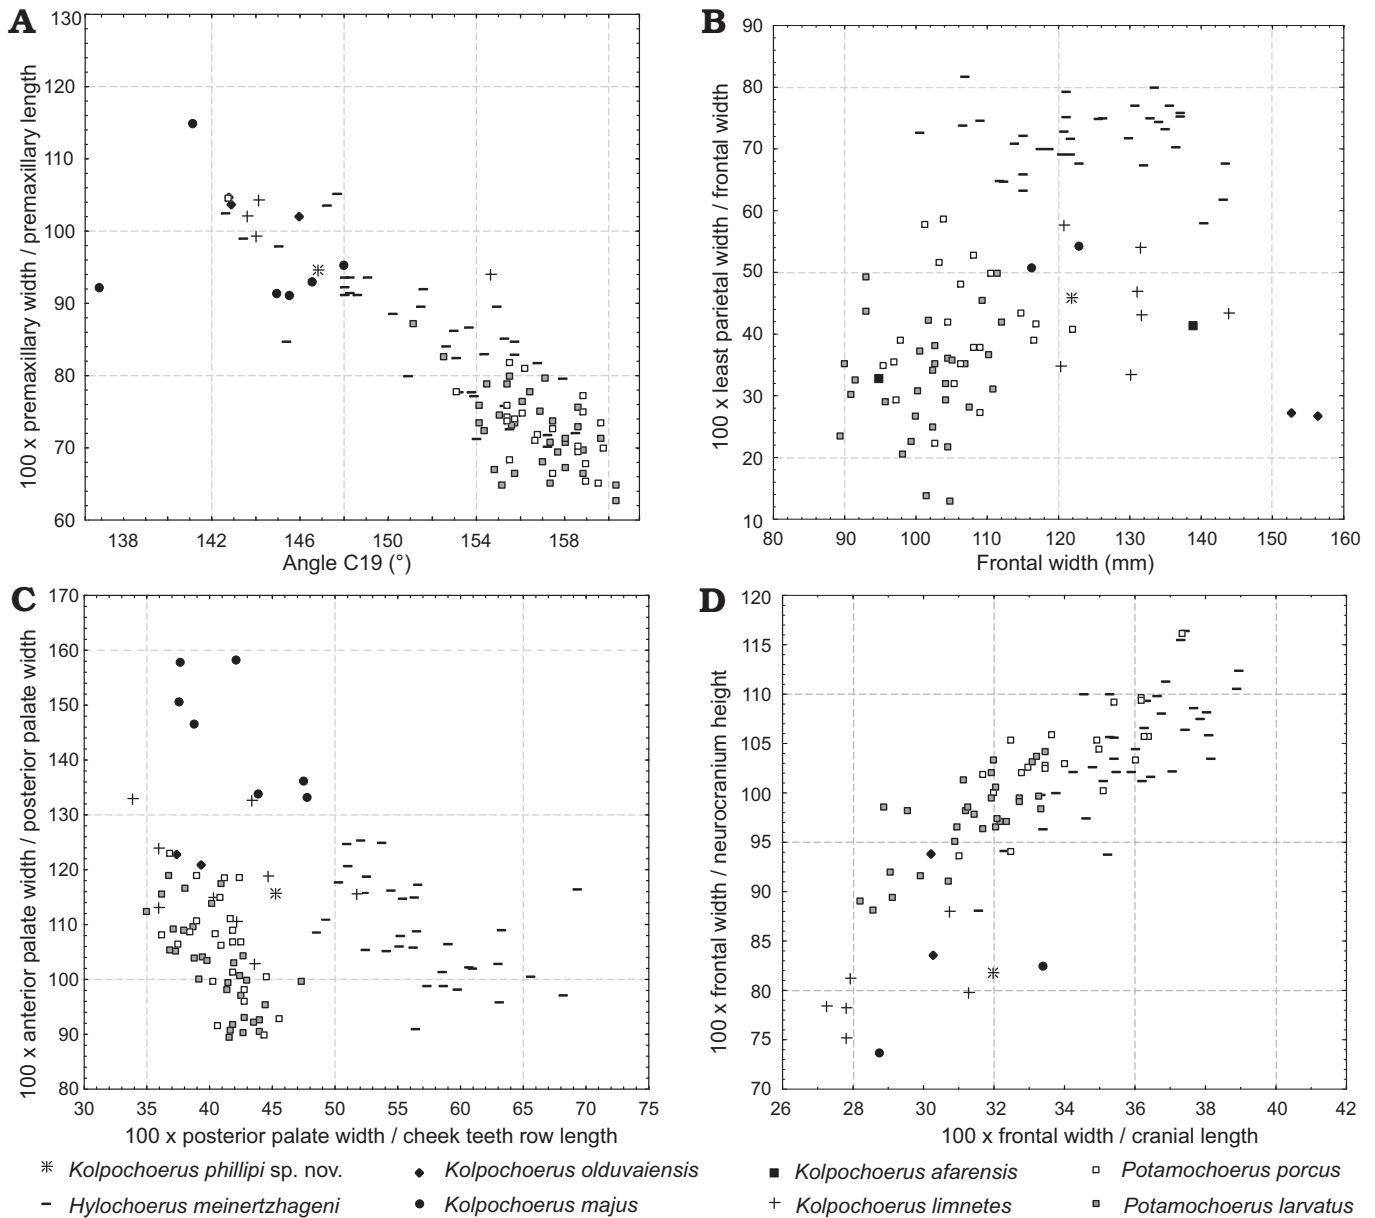 A
130
120
110
100
90
80
70
60
100 x premaxillary width / premaxillary length
138 142 146 150 154 158
Angle C19 (°)
B
90
80
70
60
50
40
30
20
10
100 x least parietal width / frontal width
80 90 100 110 120 130 140 150 160
Frontal width (mm)
C
170
160
150
140
130
120
110
100
90
80
100 x anterior palate width / posterior palate width
30 35 40 45 50 55 60 65 70 75
100 x posterior palate width / cheek teeth row length
D
120
115
110
105
100
95
90
85
80
75
70
100 x frontal width / neurocranium height
26 28 30 32 34 36 38 40 42
100 x frontal width / cranial length
Kolpochoerus phillipi sp. nov. Kolpochoerus olduvaiensis Kolpochoerus afarensis Potamochoerus porcus
Hylochoerus meinertzhageni Kolpochoerus majus Kolpochoerus limnetes Potamochoerus larvatus